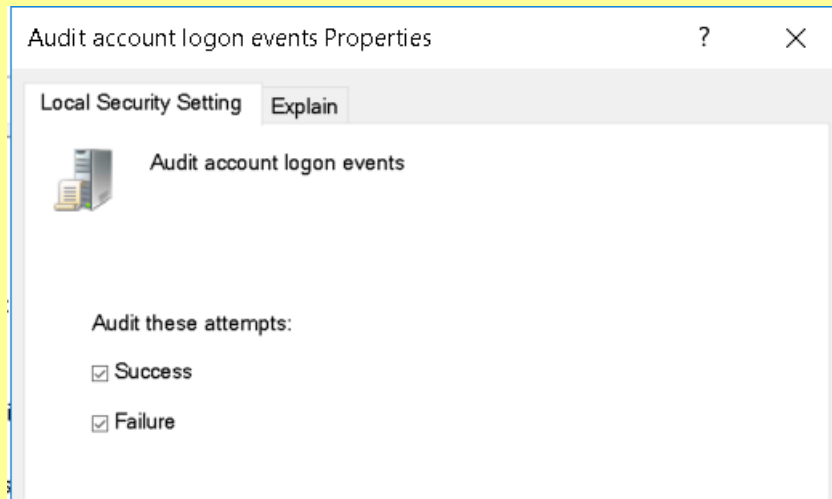 Audit account logon events Properties ?
Local Security Setting Explain
Audit account logon events
Audit these attempts:
Success
Failure